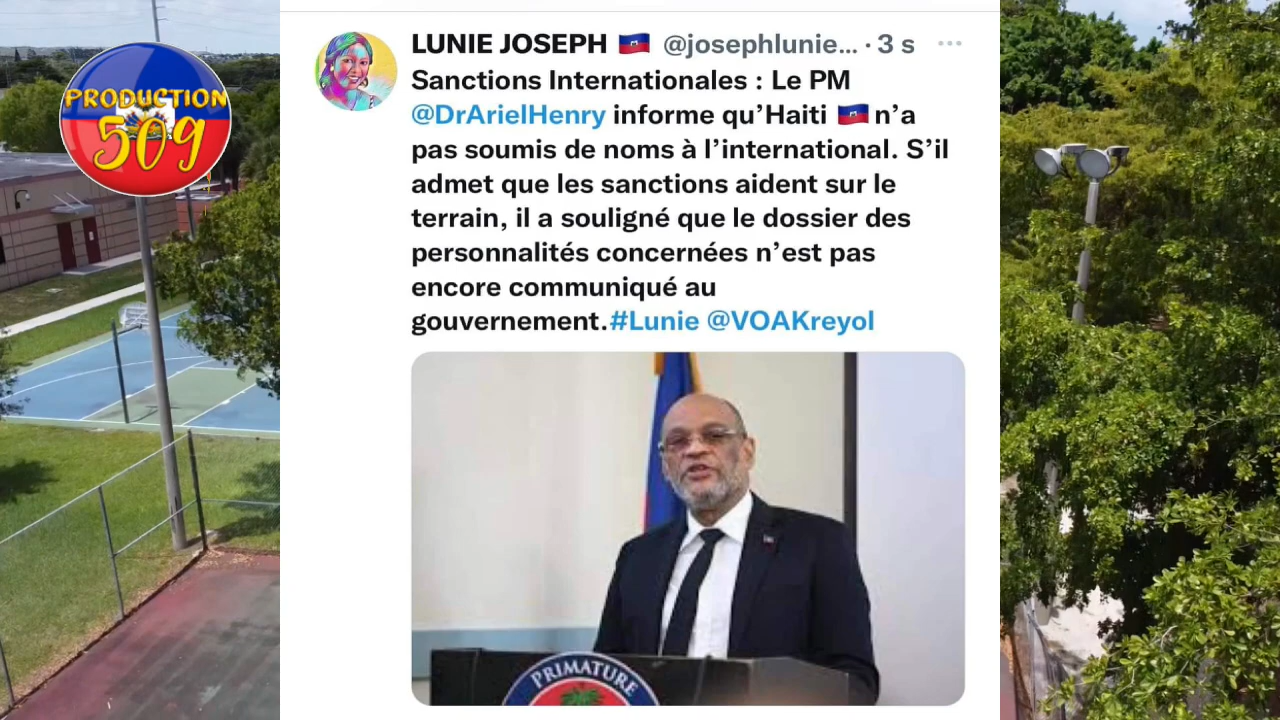 PRODUCTION
509
LUNIE JOSEPH 🇭🇹 @josephlunie... · 3 s ...
Sanctions Internationales : Le PM
@DrArielHenry informe qu’Haiti 🇭🇹 n’a
pas soumis de noms à l’international. S’il
admet que les sanctions aident sur le
terrain, il a souligné que le dossier des
personnalités concernées n’est pas
encore communiqué au
gouvernement.#Lunie @VOAKreyol
PRIMATURE